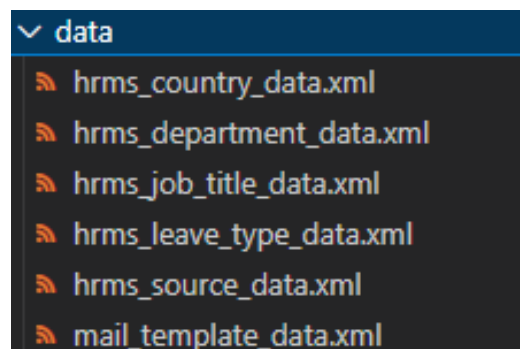 data
hrms_country_data.xml
hrms_department_data.xml
hrms_job_title_data.xml
hrms_leave_type_data.xml
hrms_source_data.xml
mail_template_data.xml